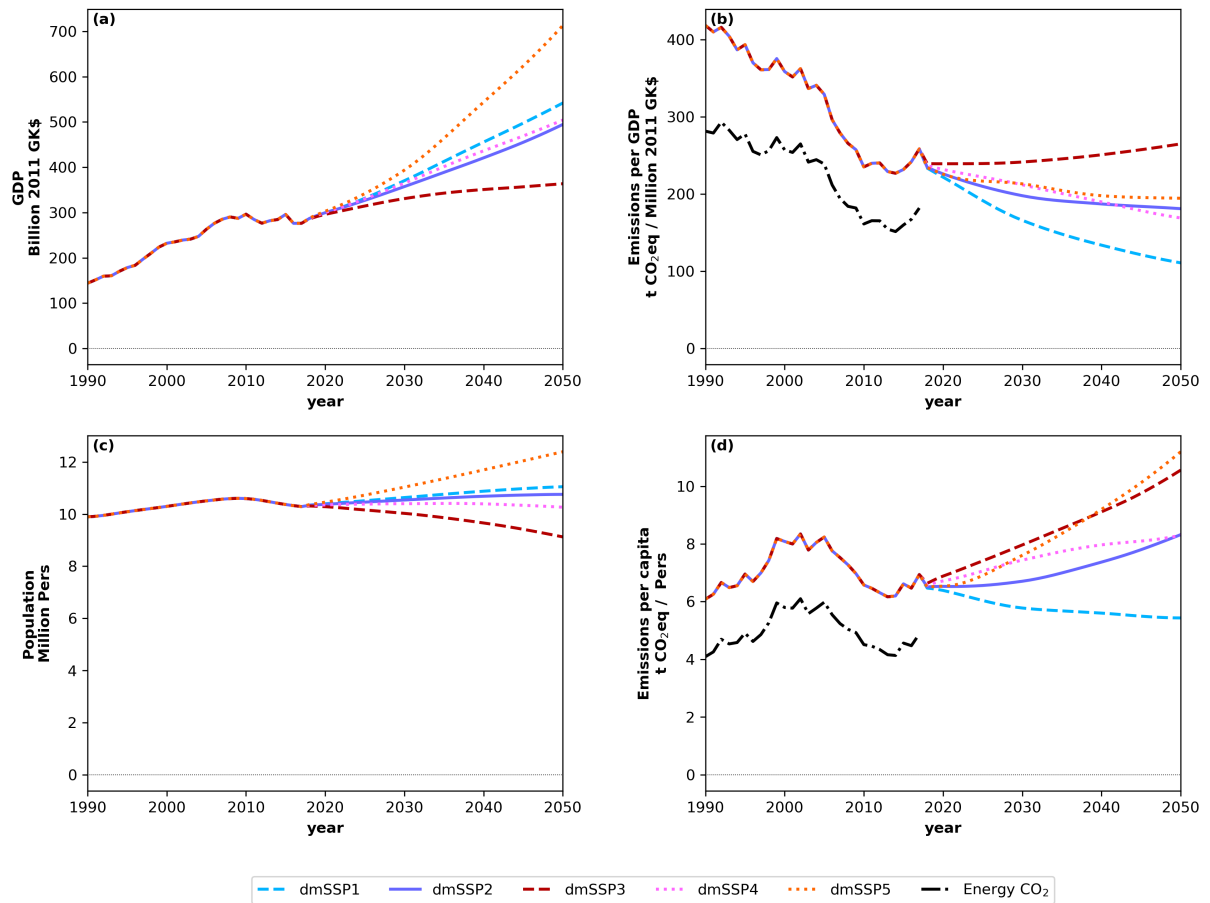 (a)
700
600
500
400
300
200
100
0
GDP
Billion 2011 GK$
1990 2000 2010 2020 2030 2040 2050
year
(b)
400
300
200
100
0
Emissions per GDP
t CO₂eq / Million 2011 GK$
1990 2000 2010 2020 2030 2040 2050
year
(c)
12
10
8
6
4
2
0
Population
Million Pers
1990 2000 2010 2020 2030 2040 2050
year
(d)
10
8
6
4
2
0
Emissions per capita
t CO₂eq / Pers
1990 2000 2010 2020 2030 2040 2050
year
dmSSP1 dmSSP2 dmSSP3 dmSSP4 dmSSP5 Energy CO₂